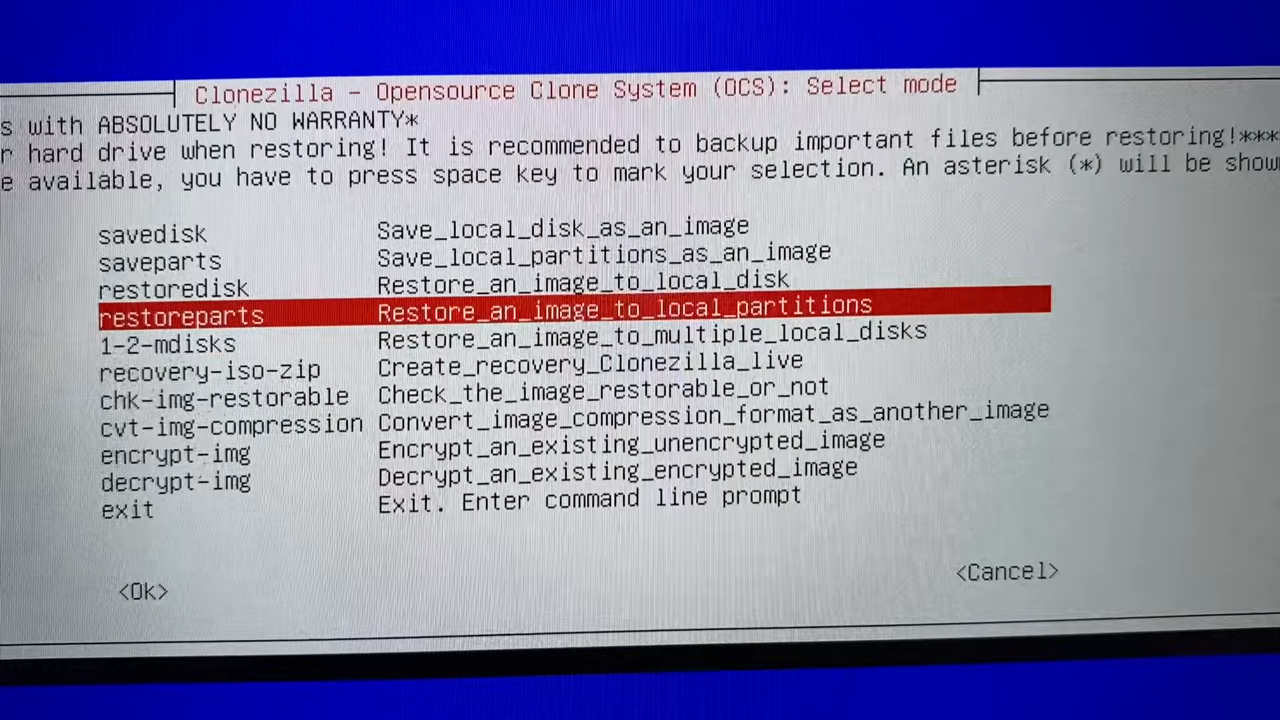 Clonezilla - Opensource Clone System (OCS): Select mode
s with ABSOLUTELY NO WARRANTY*
r hard drive when restoring! It is recommended to backup important files before restoring!***
e available, you have to press space key to mark your selection. An asterisk (*) will be show
savedisk Save_local_disk_as_an_image
saveparts Save_local_partitions_as_an_image
restoredisk Restore_an_image_to_local_disk
restoreparts Restore_an_image_to_local_partitions
1-2-mdisks Restore_an_image_to_multiple_local_disks
recovery-iso-zip Create_recovery_Clonezilla_live
chk-img-restorable Check_the_image_restorable_or_not
cvt-img-compression Convert_image_compression_format_as_another_image
encrypt-img Encrypt_an_existing_unencrypted_image
decrypt-img Decrypt_an_existing_encrypted_image
exit Exit. Enter command line prompt
<Ok> <Cancel>